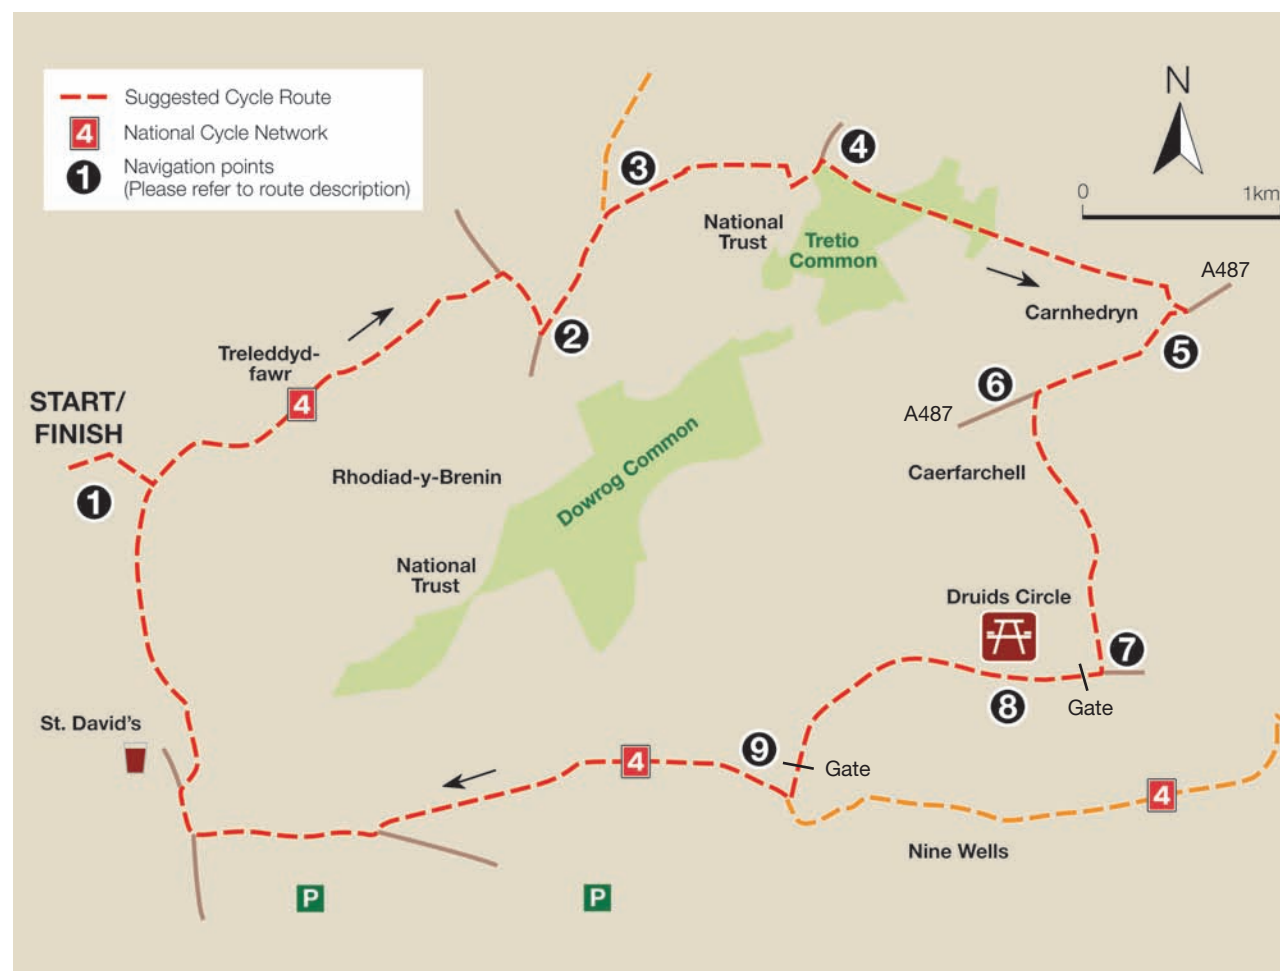 Suggested Cycle Route
4
National Cycle Network
1
Navigation points
(Please refer to route description)
N
0
1km
3
4
National
Trust
Tretio
Common
A487
Carnhedryn
2
5
Treleddyd-
fawr
4
6
A487
START/
FINISH
1
Dowrog Common
Rhodiad-y-Brenin
Caerfarchell
National
Trust
Druids Circle
7
8
Gate
St. David's
9
Gate
4
4
Nine Wells
P
P